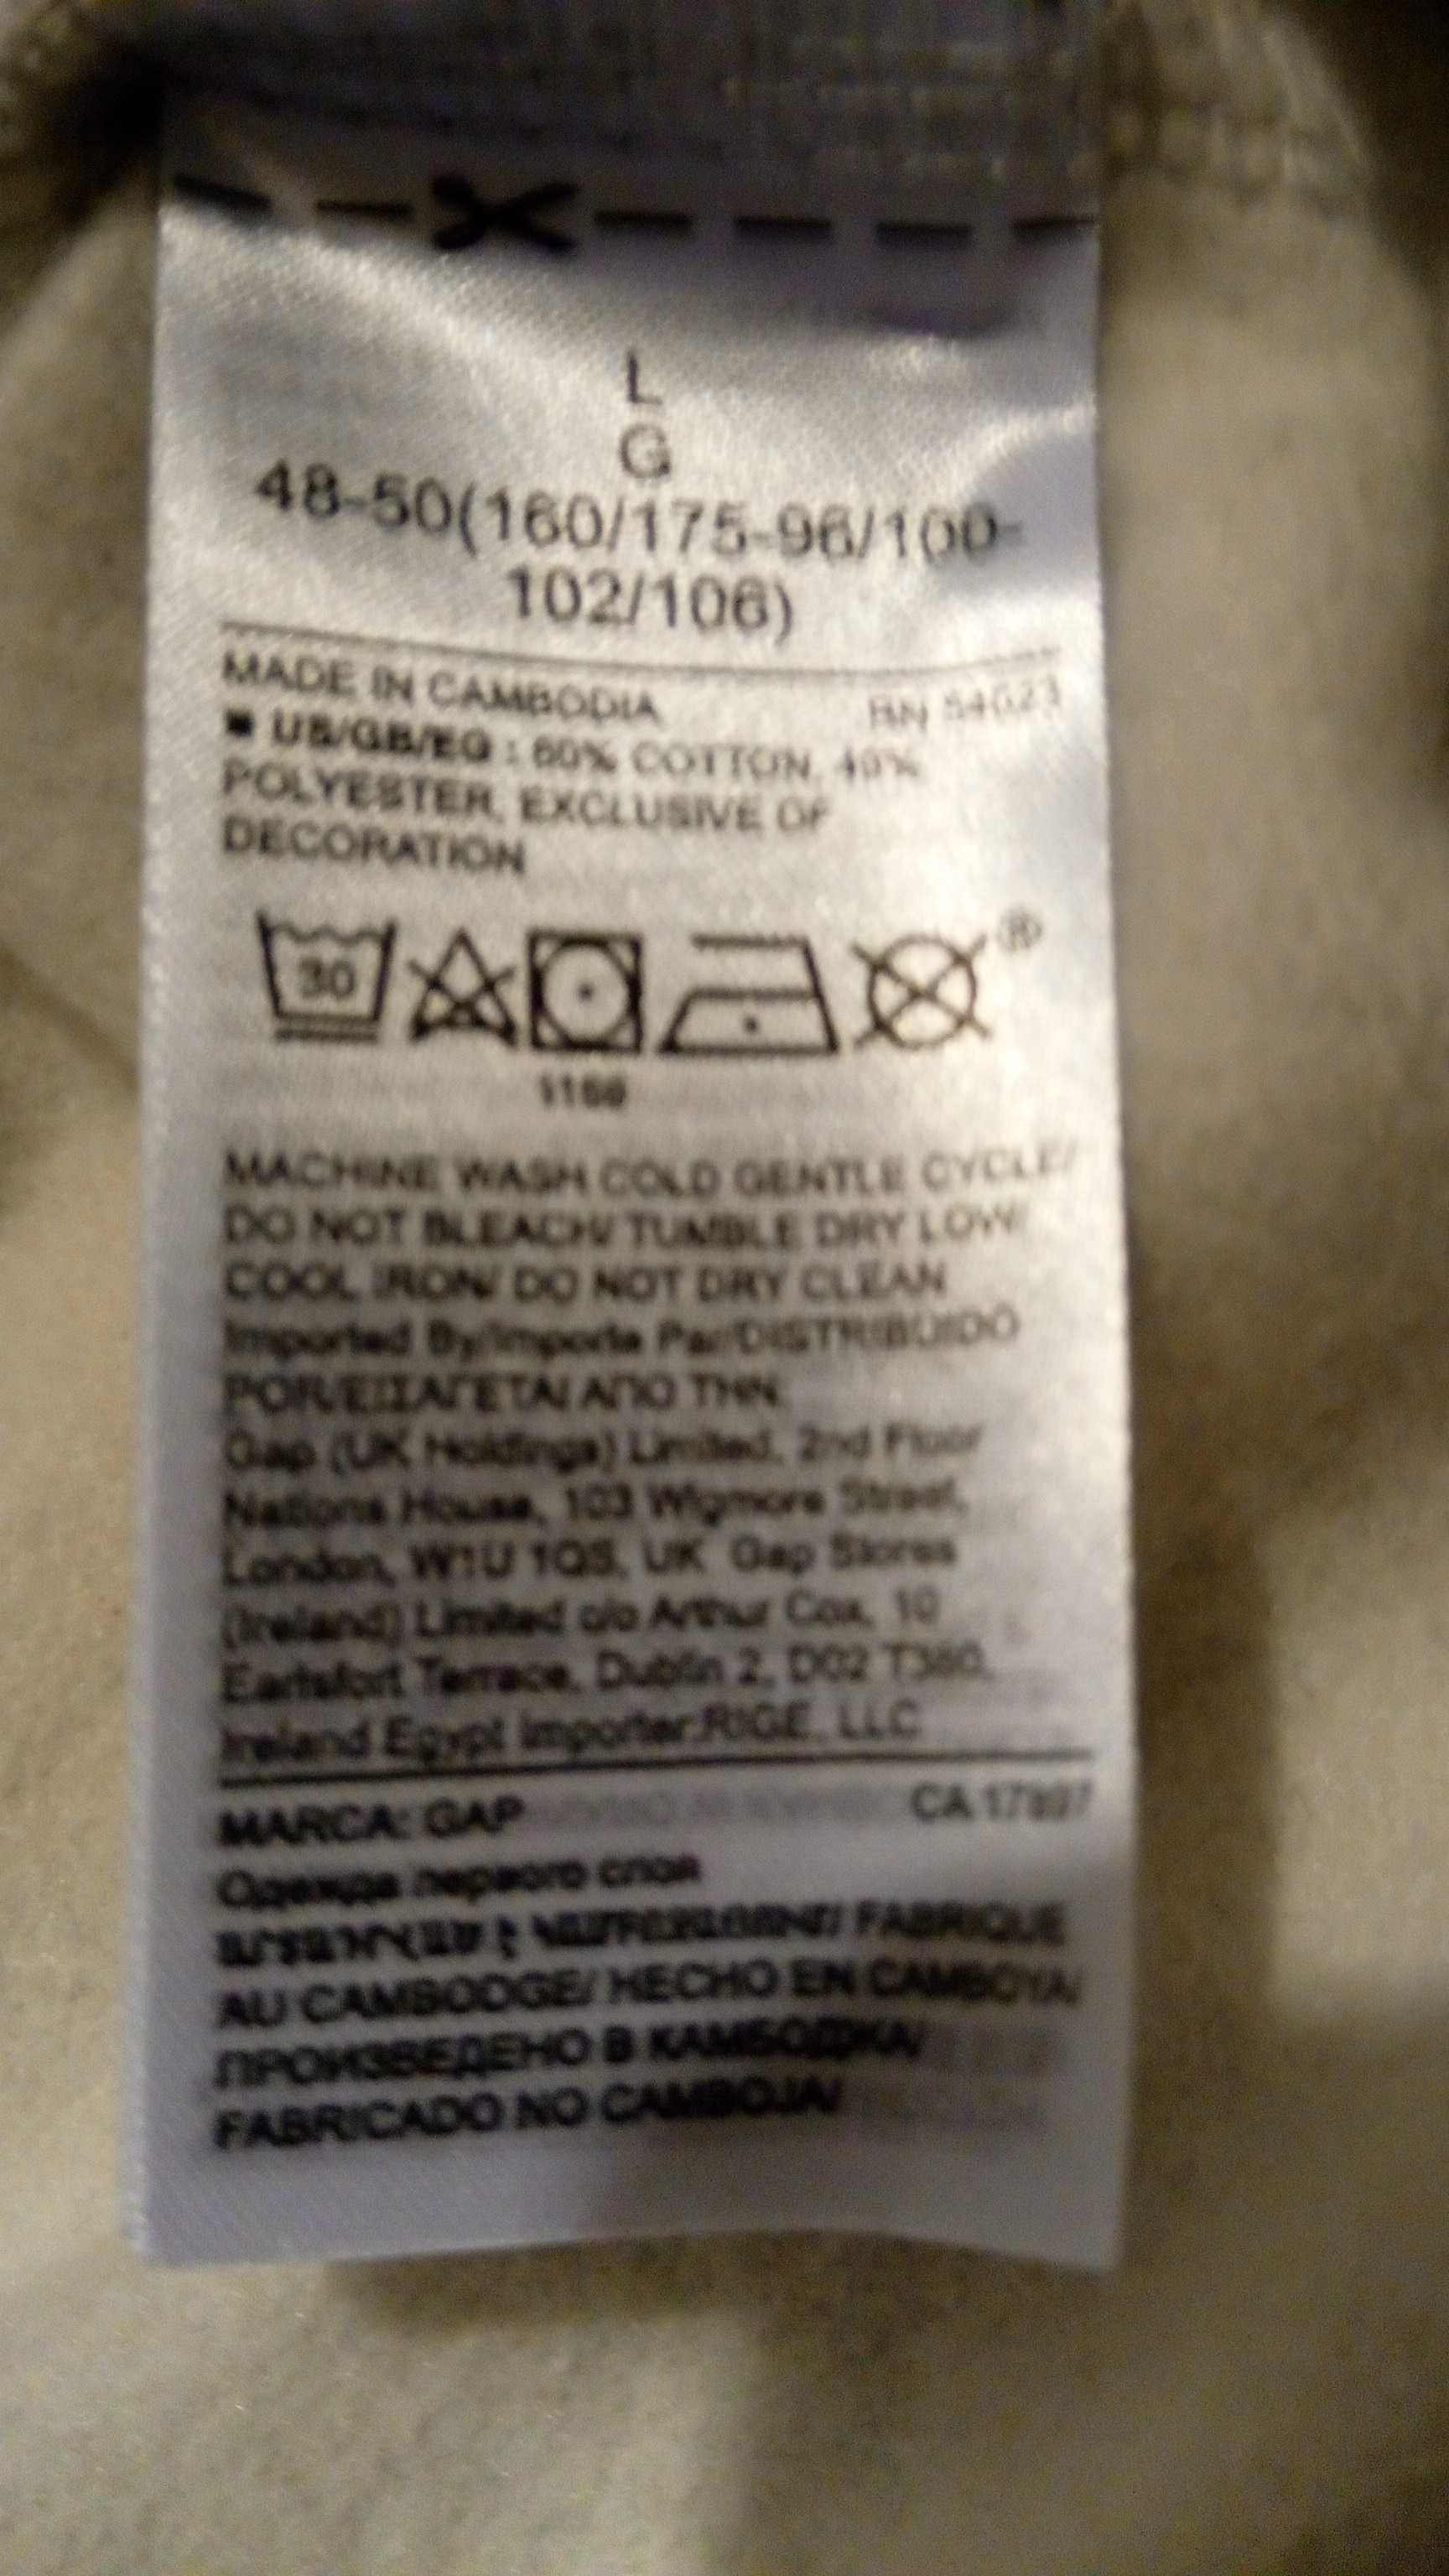 L
G
48-50(160/175-96/100-
102/106)
MADE IN CAMBODIA RN 54023
■ US/GB/EG : 60% COTTON, 40%
POLYESTER, EXCLUSIVE OF
DECORATION
30
®
MACHINE WASH COLD GENTLE CYCLE/
DO NOT BLEACH/ TUMBLE DRY LOW/
COOL IRON/ DO NOT DRY CLEAN
Imported By/Importe Par/DISTRIBUIDO
POR/ΕΙΣΑΓΕΤΑΙ ΑΠΟ ΤΗΝ:
Gap (UK Holdings) Limited, 2nd Floor
Nations House, 103 Wigmore Street,
London, W1U 1QS, UK Gap Stores
(Ireland) Limited c/o Arthur Cox, 10
Earlsfort Terrace, Dublin 2, D02 T380,
Ireland Egypt Importer:RIGE, LLC
MARCA: GAP CA 17897
Одежда первого слоя
FABRIQUE
AU CAMBODGE/ HECHO EN CAMBOYA/
ПРОИЗВЕДЕНО В КАМБОДЖА/
FABRICADO NO CAMBOJA/